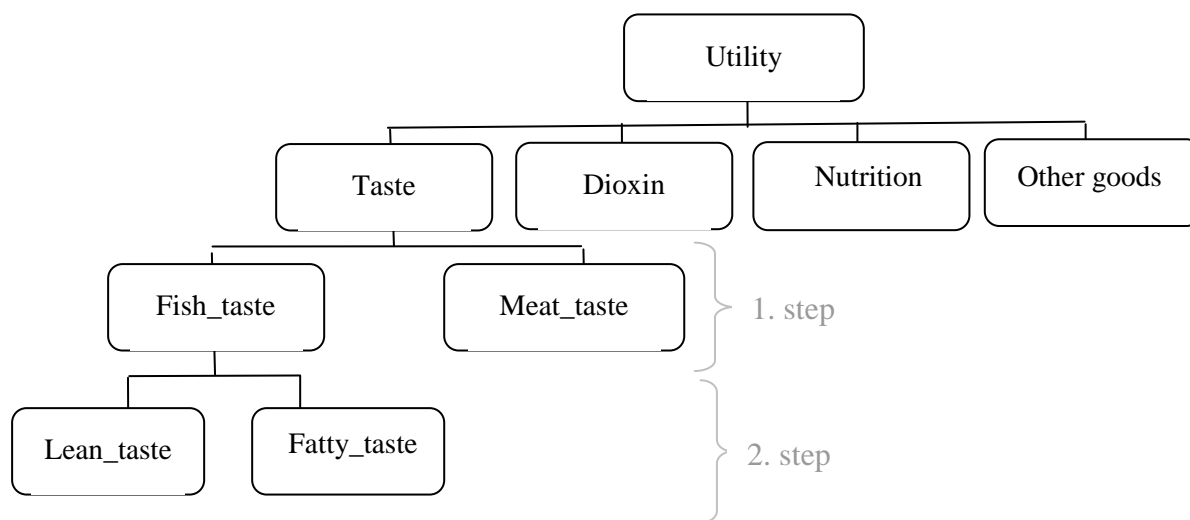 Utility
Taste
Dioxin
Nutrition
Other goods
Fish_taste
Meat_taste
1. step
Lean_taste
Fatty_taste
2. step